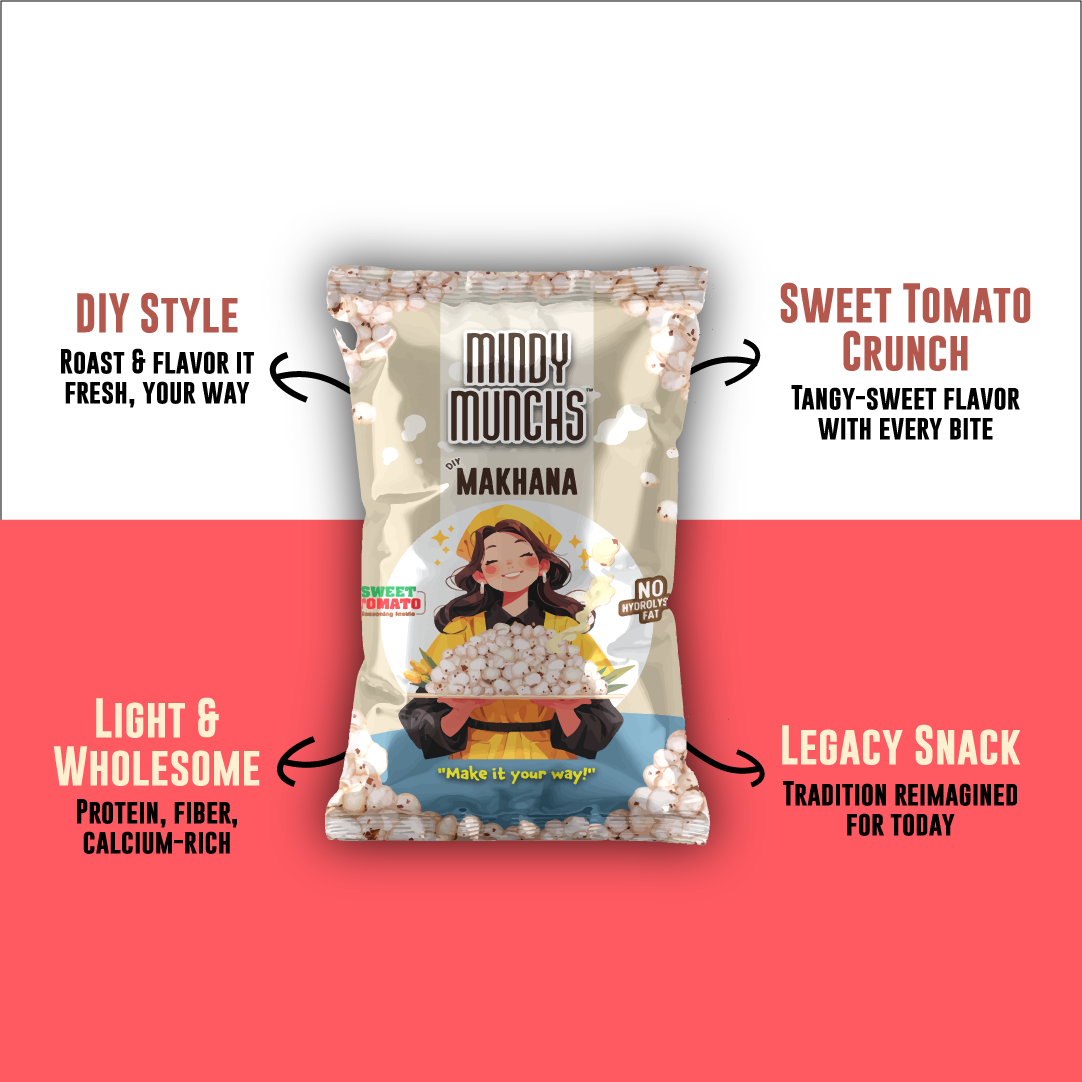 DIY Style
Roast & flavor it
fresh, your way
Sweet Tomato
Crunch
Tangy-sweet flavor
with every bite
MINDY
MUNCHS™
DIY
MAKHANA
SWEET
TOMATO
NO
HYDROLYS
FAT
"Make it your way!"
Light &
Wholesome
Protein, fiber,
calcium-rich
Legacy Snack
Tradition reimagined
for today